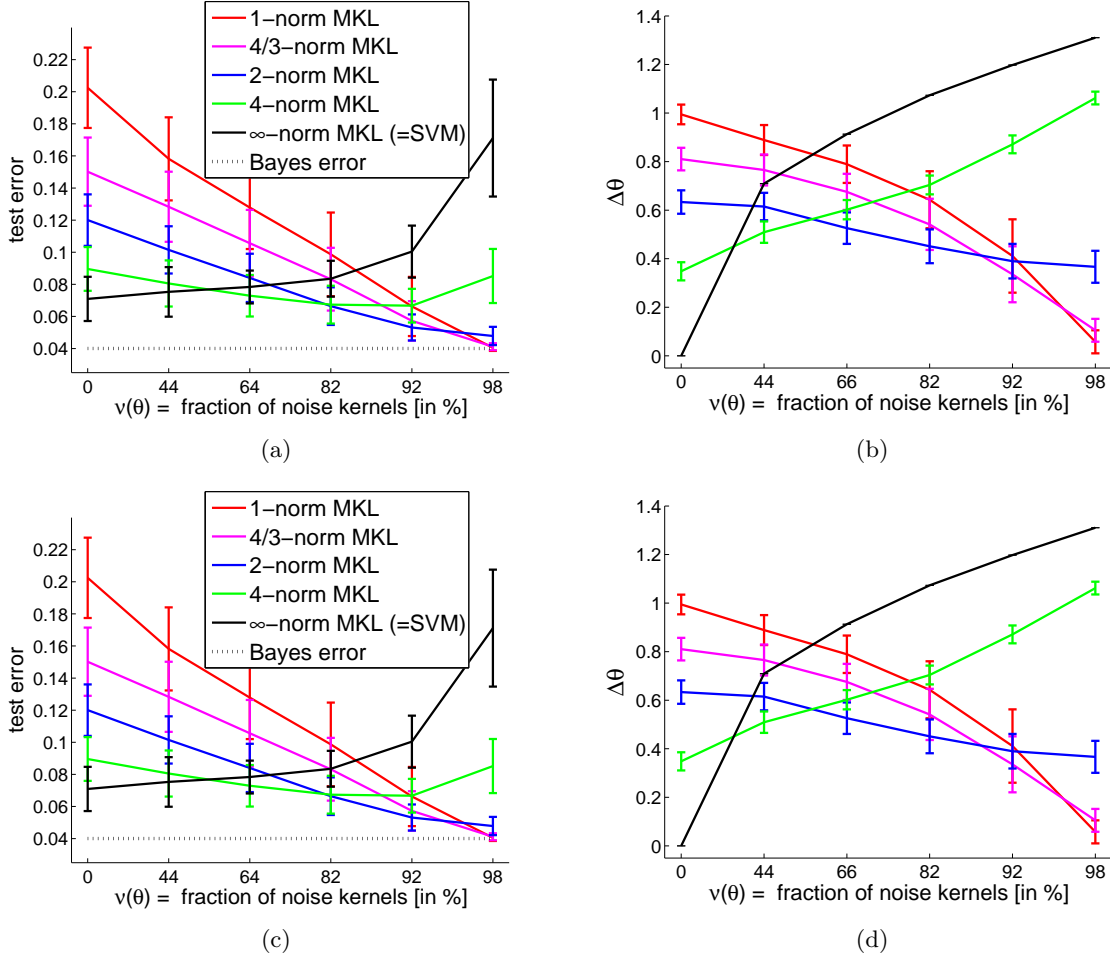 1−norm MKL
4/3−norm MKL
2−norm MKL
4−norm MKL
∞−norm MKL (=SVM)
Bayes error
0.22
0.2
0.18
0.16
0.14
0.12
0.1
0.08
0.06
0.04
test error
0 44 64 82 92 98
ν(θ) = fraction of noise kernels [in %]
(a)
1.4
1.2
1
0.8
0.6
0.4
0.2
0
Δθ
0 44 66 82 92 98
ν(θ) = fraction of noise kernels [in %]
(b)
1−norm MKL
4/3−norm MKL
2−norm MKL
4−norm MKL
∞−norm MKL (=SVM)
Bayes error
0.22
0.2
0.18
0.16
0.14
0.12
0.1
0.08
0.06
0.04
test error
0 44 64 82 92 98
ν(θ) = fraction of noise kernels [in %]
(c)
1.4
1.2
1
0.8
0.6
0.4
0.2
0
Δθ
0 44 66 82 92 98
ν(θ) = fraction of noise kernels [in %]
(d)